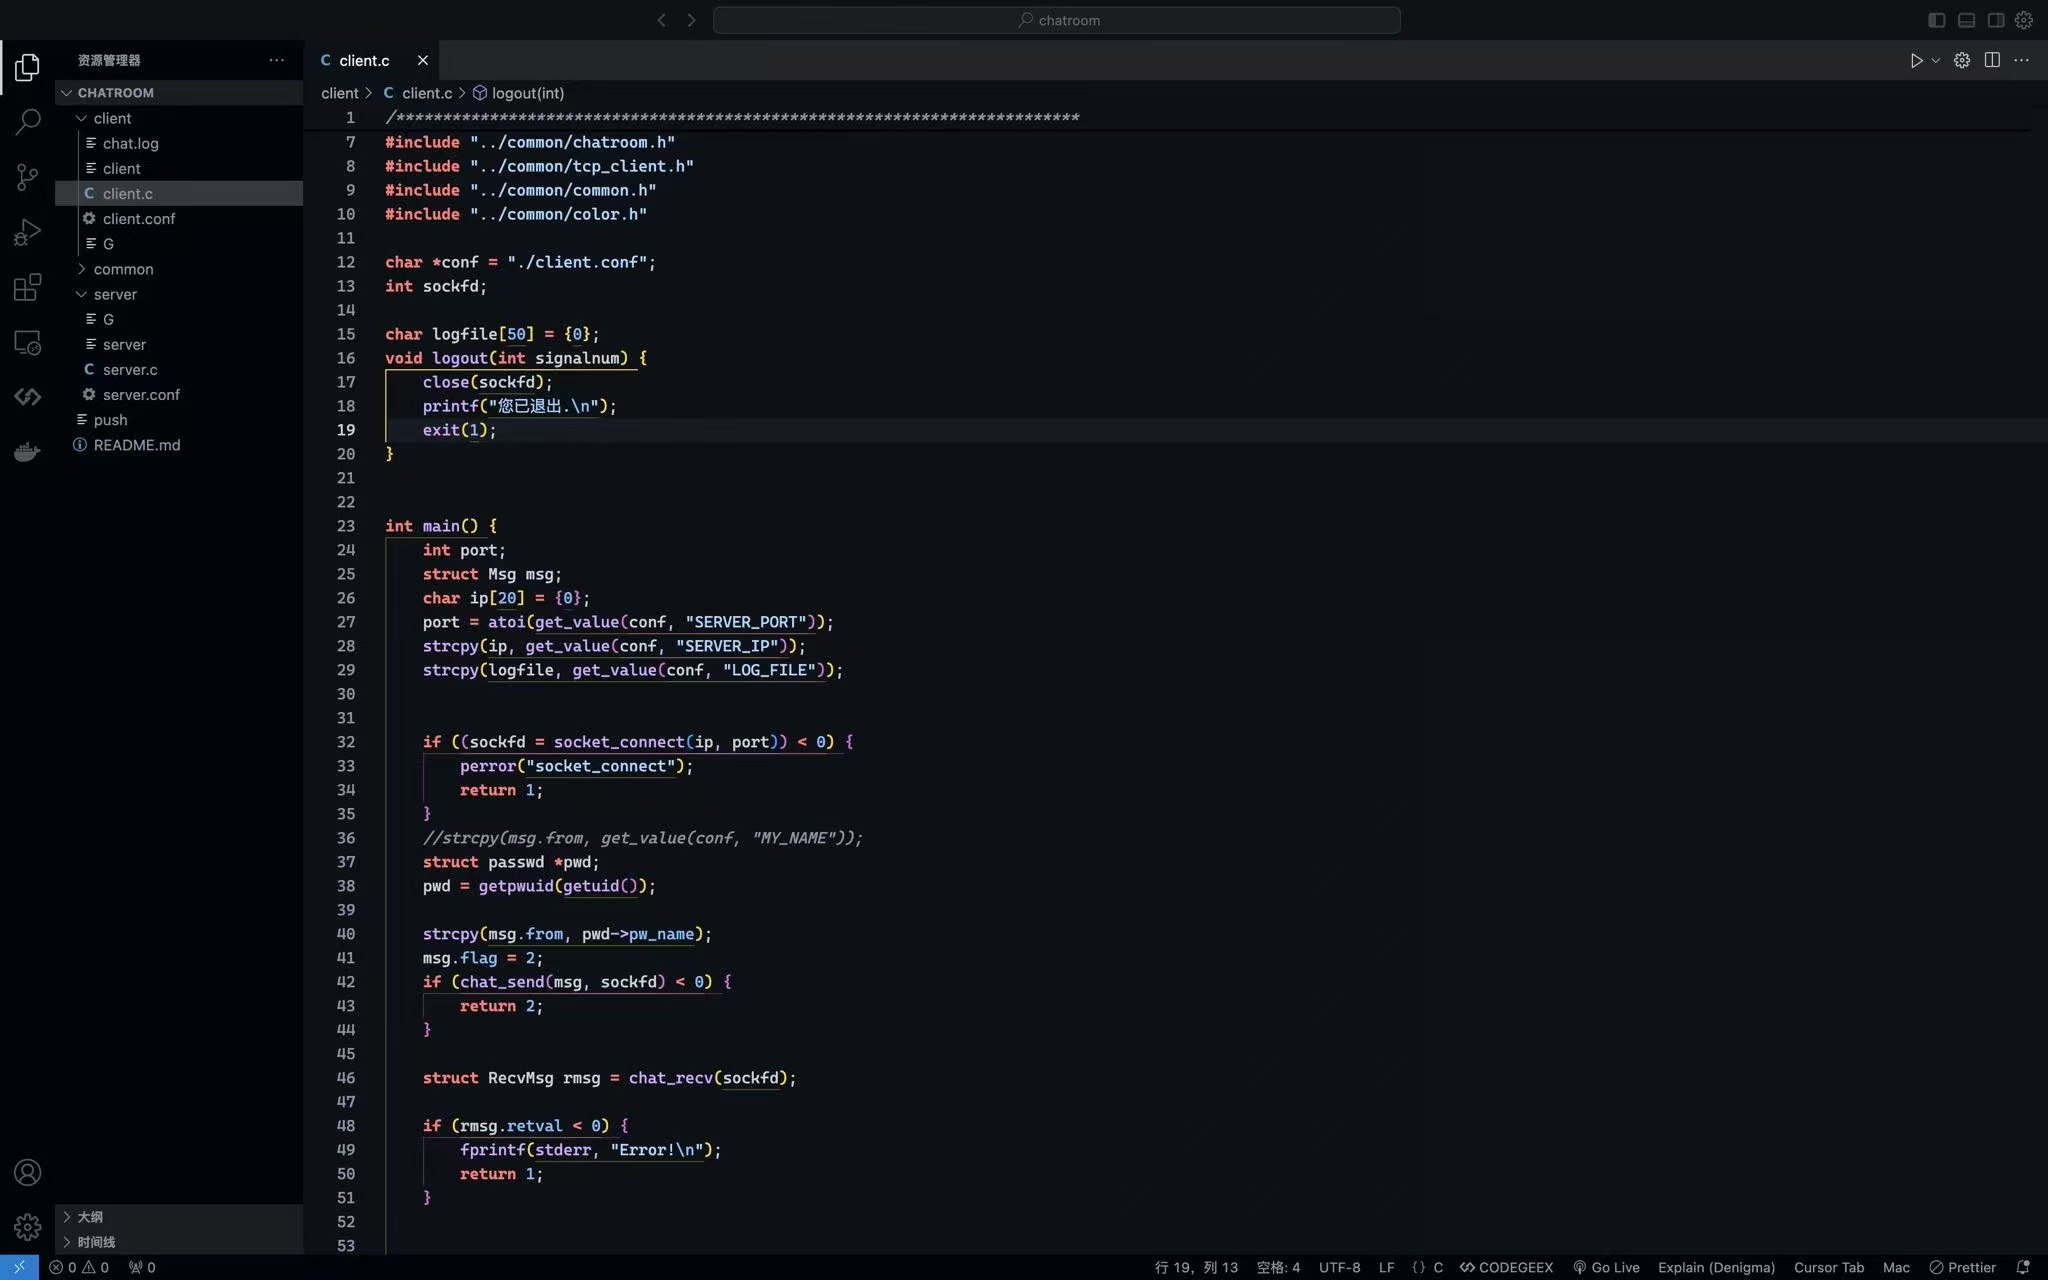 chatroom
资源管理器
CHATROOM
client
chat.log
client
client.c
client.conf
G
common
server
G
server
server.c
server.conf
push
README.md
大纲
时间线
C client.c
client > C client.c > logout(int)
1 /*************************************************************************
7 #include "../common/chatroom.h"
8 #include "../common/tcp_client.h"
9 #include "../common/common.h"
10 #include "../common/color.h"
11
12 char *conf = "./client.conf";
13 int sockfd;
14
15 char logfile[50] = {0};
16 void logout(int signalnum) {
17     close(sockfd);
18     printf("您已退出.\n");
19     exit(1);
20 }
21
22
23 int main() {
24     int port;
25     struct Msg msg;
26     char ip[20] = {0};
27     port = atoi(get_value(conf, "SERVER_PORT"));
28     strcpy(ip, get_value(conf, "SERVER_IP"));
29     strcpy(logfile, get_value(conf, "LOG_FILE"));
30
31
32     if ((sockfd = socket_connect(ip, port)) < 0) {
33         perror("socket_connect");
34         return 1;
35     }
36     //strcpy(msg.from, get_value(conf, "MY_NAME"));
37     struct passwd *pwd;
38     pwd = getpwuid(getuid());
39
40     strcpy(msg.from, pwd->pw_name);
41     msg.flag = 2;
42     if (chat_send(msg, sockfd) < 0) {
43         return 2;
44     }
45
46     struct RecvMsg rmsg = chat_recv(sockfd);
47
48     if (rmsg.retval < 0) {
49         fprintf(stderr, "Error!\n");
50         return 1;
51     }
52
53
0 0 0 行 19，列 13 空格: 4 UTF-8 LF {} C CODEGEEX Go Live Explain (Denigma) Cursor Tab Mac Prettier